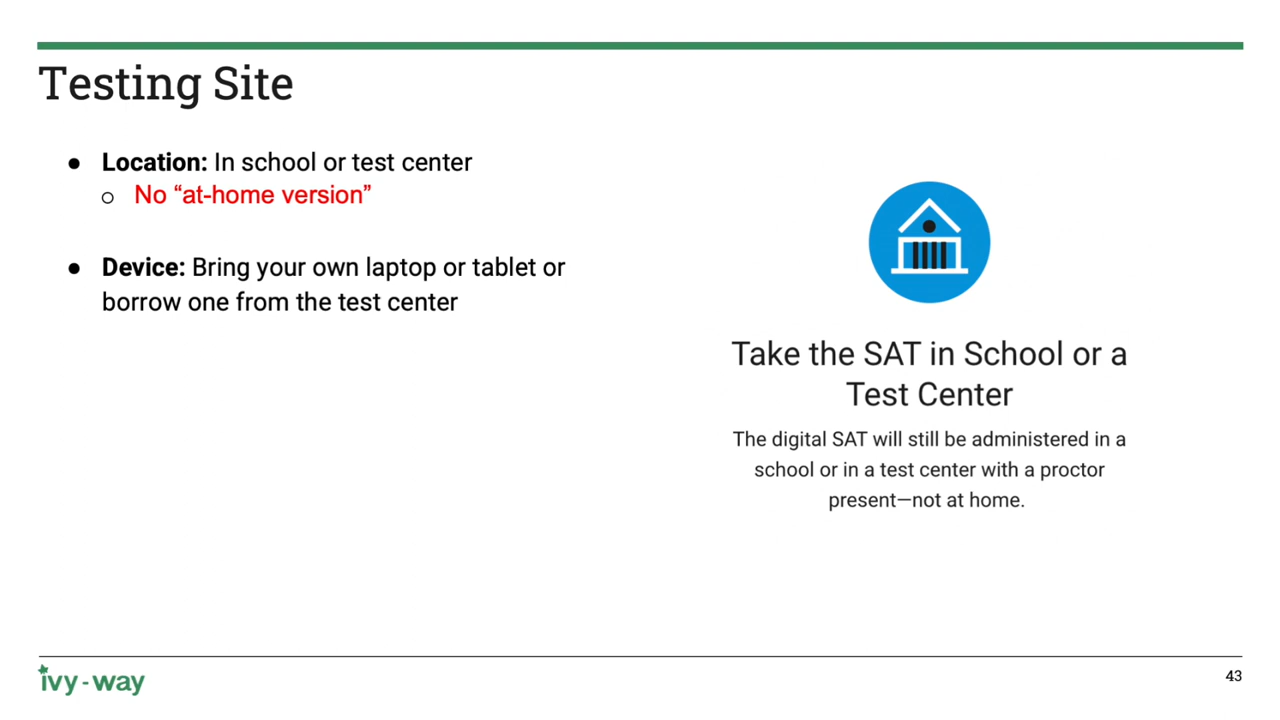 Testing Site
● Location: In school or test center
○ No “at-home version”
● Device: Bring your own laptop or tablet or
borrow one from the test center
Take the SAT in School or a
Test Center
The digital SAT will still be administered in a
school or in a test center with a proctor
present—not at home.
ivy-way
43